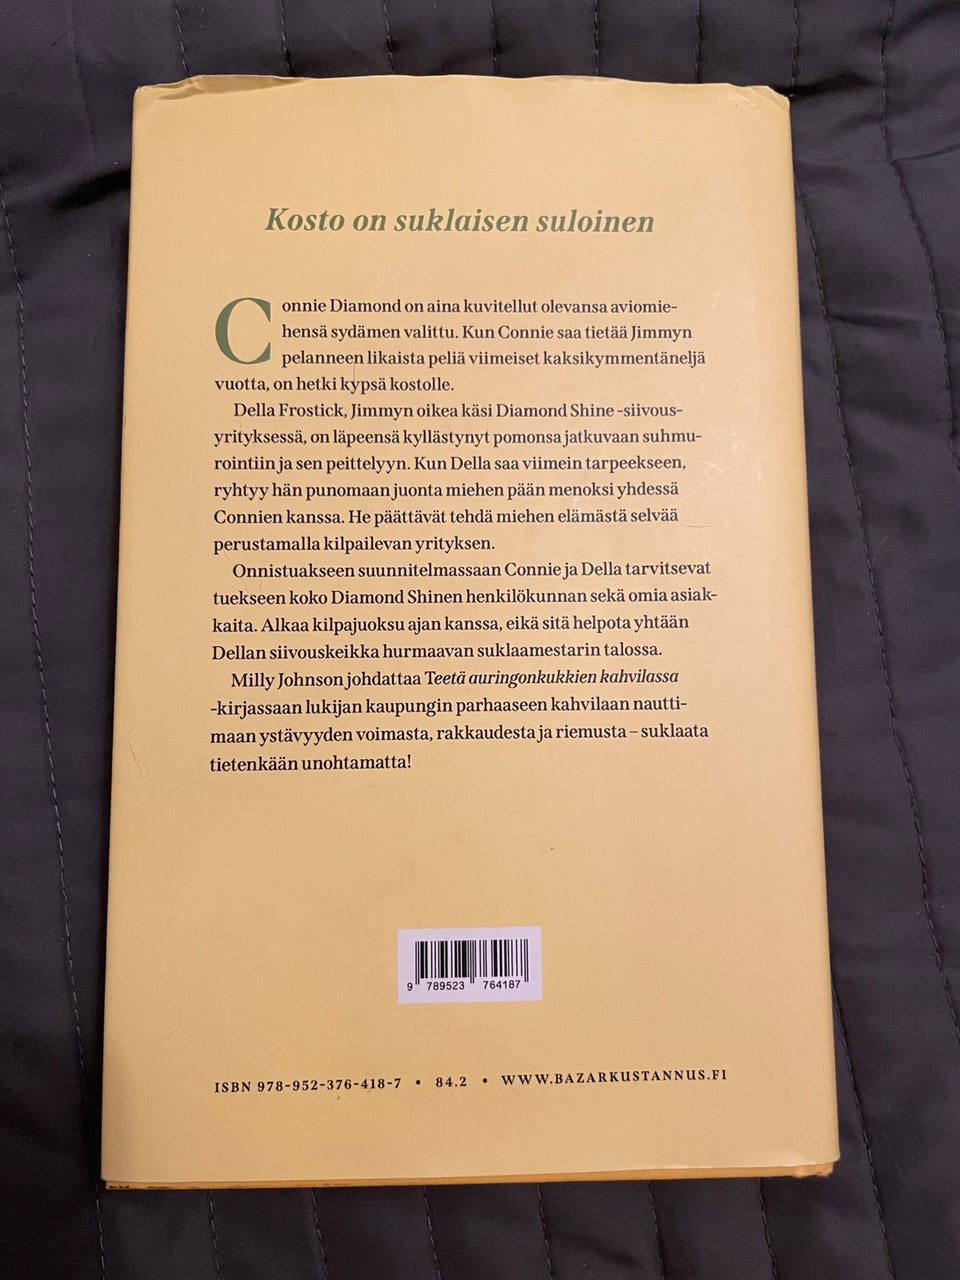 Kosto on suklaisen suloinen
Connie Diamond on aina kuvitellut olevansa aviomie-
hensä sydämen valittu. Kun Connie saa tietää Jimmyn
pelanneen likaista peliä viimeiset kaksikymmentäneljä
vuotta, on hetki kypsä kostolle.
Della Frostick, Jimmyn oikea käsi Diamond Shine -siivous-
yrityksessä, on läpeensä kyllästynyt pomonsa jatkuvaan suhmu-
rointiin ja sen peittelyyn. Kun Della saa viimein tarpeekseen,
ryhtyy hän punomaan juonta miehen pään menoksi yhdessä
Connien kanssa. He päättävät tehdä miehen elämästä selvää
perustamalla kilpailevan yrityksen.
Onnistuakseen suunnitelmassaan Connie ja Della tarvitsevat
tuekseen koko Diamond Shinen henkilökunnan sekä omia asiak-
kaita. Alkaa kilpajuoksu ajan kanssa, eikä sitä helpota yhtään
Dellan siivouskeikka hurmaavan suklaamestarin talossa.
Milly Johnson johdattaa Teetä auringonkukkien kahvilassa
-kirjassaan lukijan kaupungin parhaaseen kahvilaan nautti-
maan ystävyyden voimasta, rakkaudesta ja riemusta – suklaata
tietenkään unohtamatta!
9 789523 764187
ISBN 978-952-376-418-7 • 84.2 • WWW.BAZARKUSTANNUS.FI